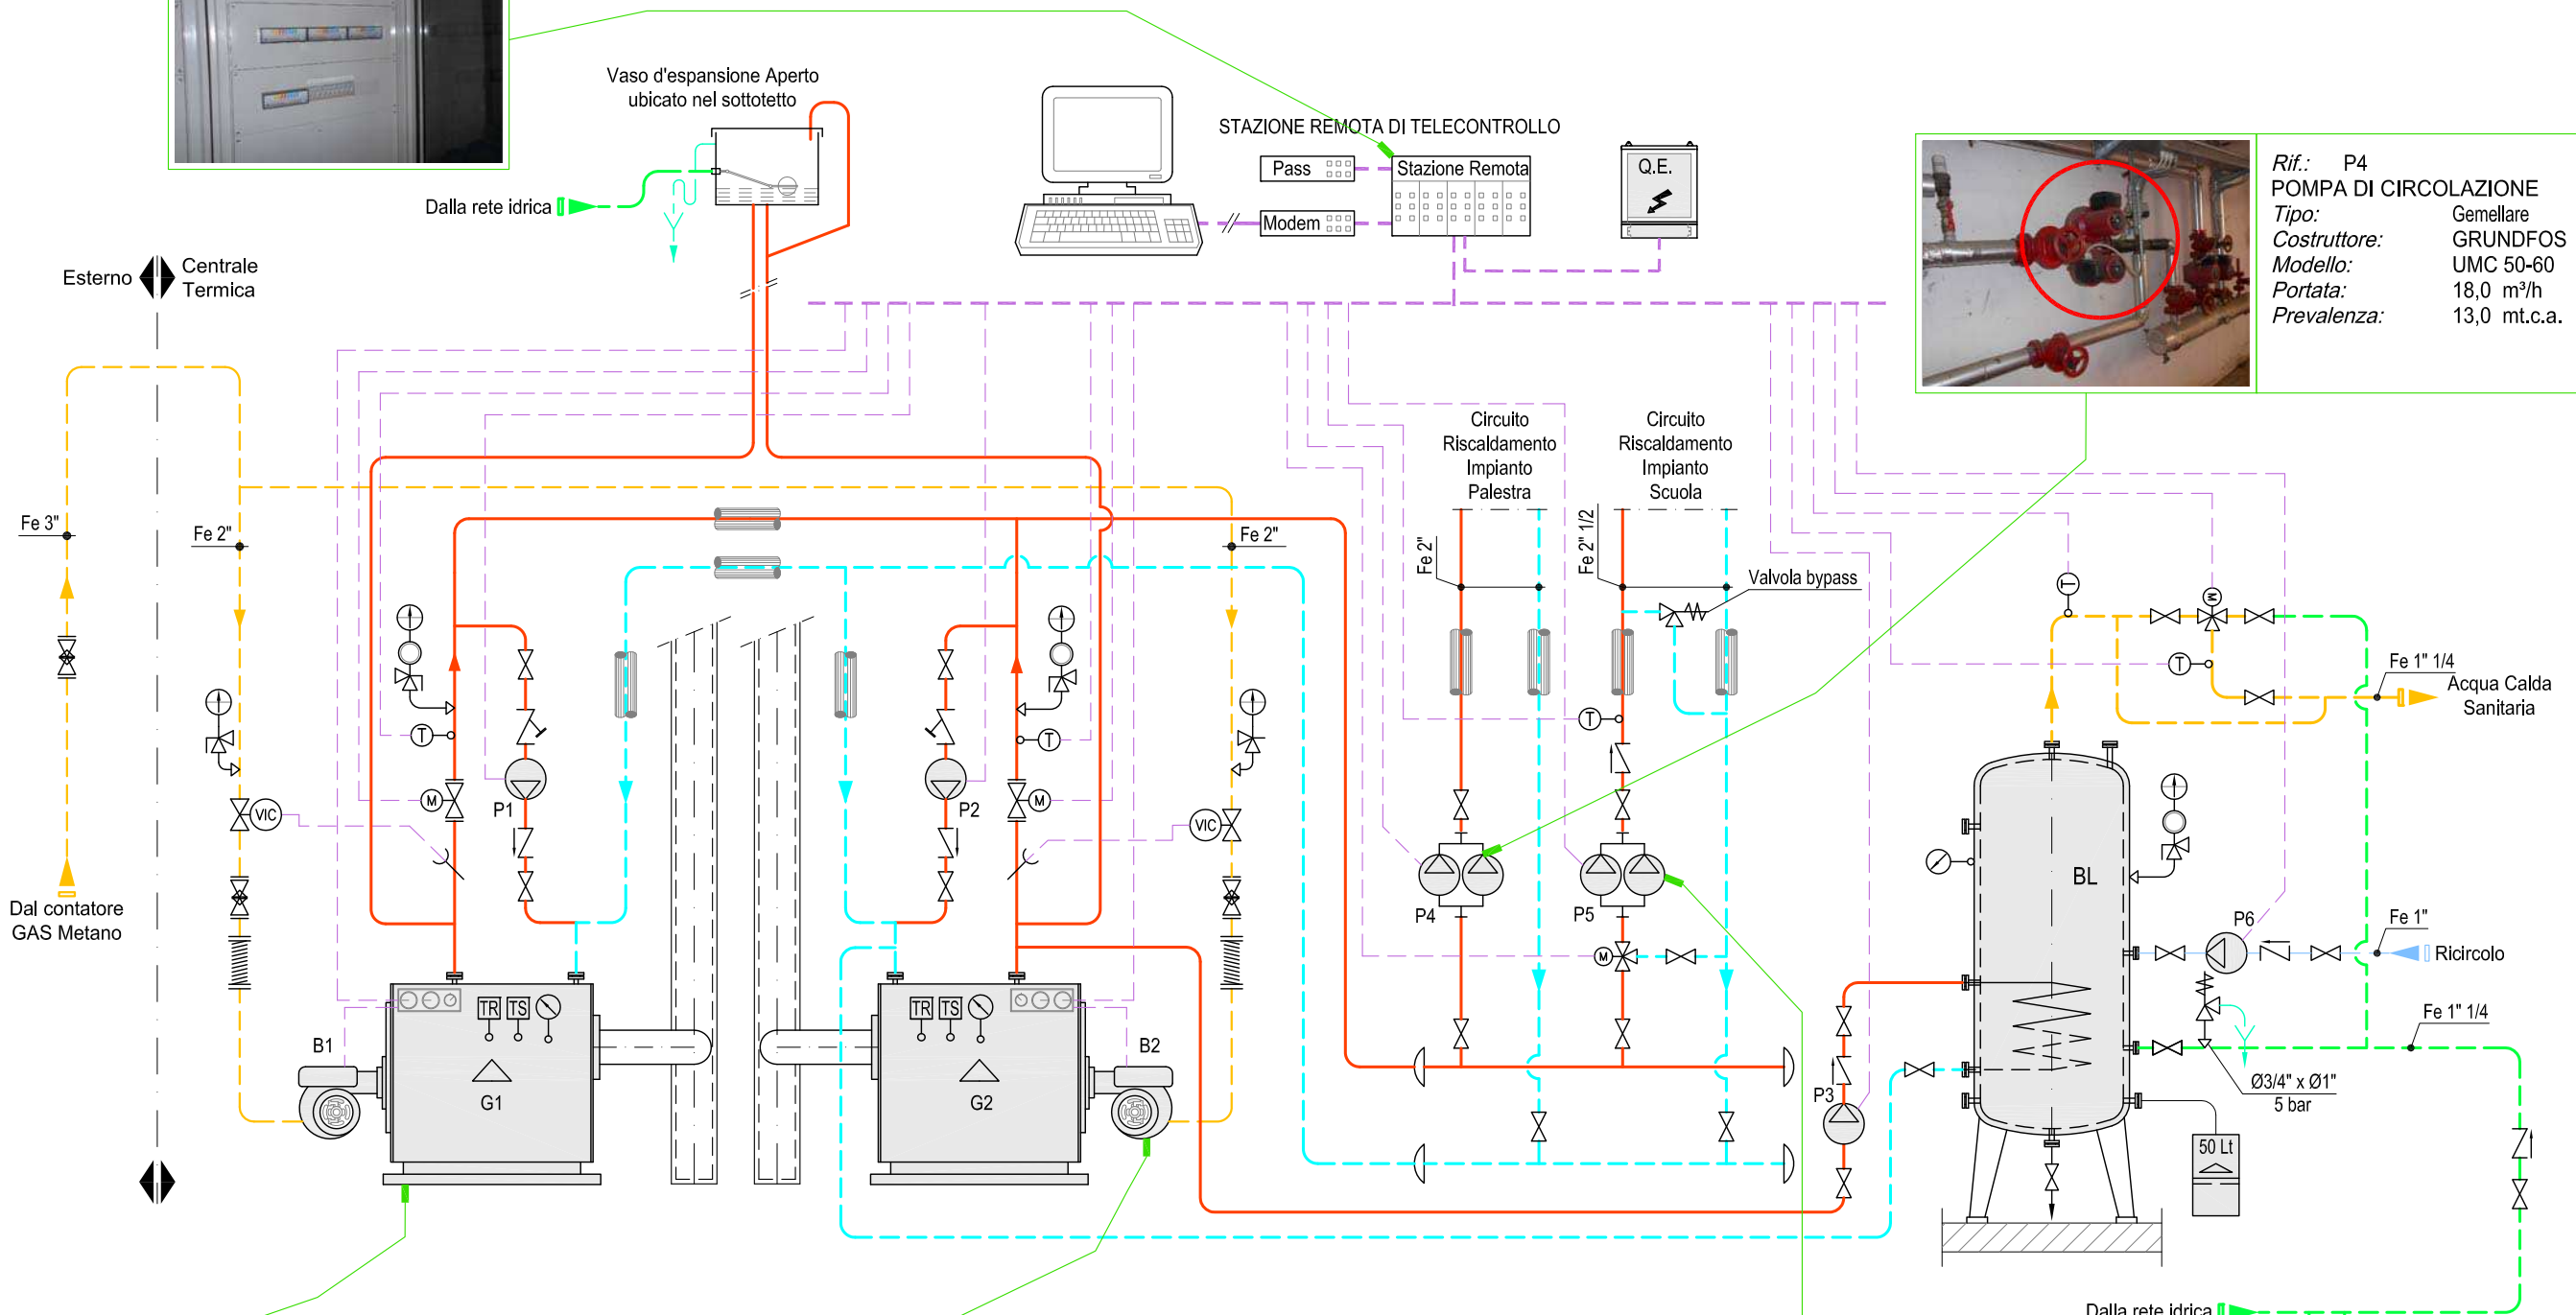 Vaso d'espansione Aperto
ubicato nel sottotetto
Dalla rete idrica
STAZIONE REMOTA DI TELECONTROLLO
Pass
Stazione Remota
Modem
Q.E.
Rif.: P4
POMPA DI CIRCOLAZIONE
Tipo: Gemellare
Costruttore: GRUNDFOS
Modello: UMC 50-60
Portata: 18,0 m³/h
Prevalenza: 13,0 mt.c.a.
Esterno
Centrale
Termica
Circuito
Riscaldamento
Impianto
Palestra
Circuito
Riscaldamento
Impianto
Scuola
Fe 3"
Fe 2"
Fe 2"
Fe 2"
Fe 2" 1/2
Valvola bypass
T
M
T
Fe 1" 1/4
Acqua Calda
Sanitaria
T
T
T
M
P1
P2
M
VIC
VIC
BL
P4
P5
P6
Fe 1"
Ricircolo
M
Dal contatore
GAS Metano
TR
TS
TR
TS
Fe 1" 1/4
B1
G1
G2
B2
P3
Ø3/4" x Ø1"
5 bar
50 Lt
Dalla rete idrica